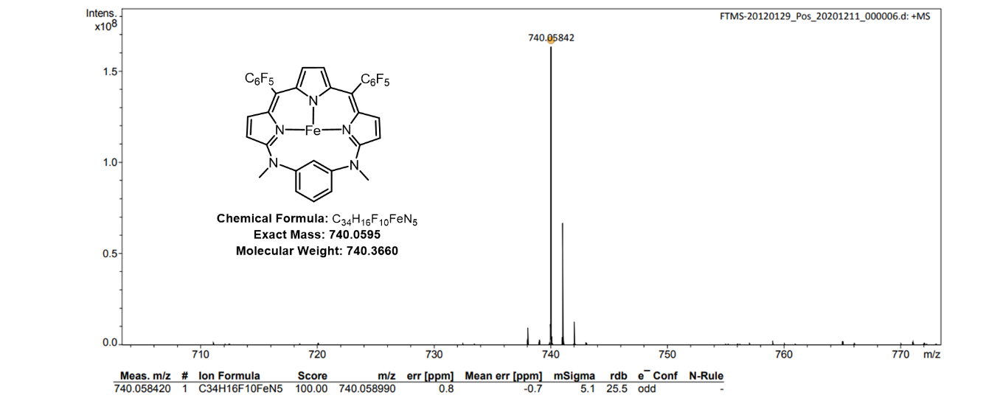 Intens.
x10⁸
FTMS-20120129_Pos_20201211_000006.d: +MS
740.05842
1.5
C₆F₅ C₆F₅
N
N Fe N
N N
1.0
Chemical Formula: C₃₄H₁₆F₁₀FeN₅
Exact Mass: 740.0595
Molecular Weight: 740.3660
0.5
0.0
710 720 730 740 750 760 770 m/z
Meas. m/z # Ion Formula Score m/z err [ppm] Mean err [ppm] mSigma rdb e⁻ Conf N-Rule
740.058420 1 C34H16F10FeN5 100.00 740.058990 0.8 -0.7 5.1 25.5 odd -